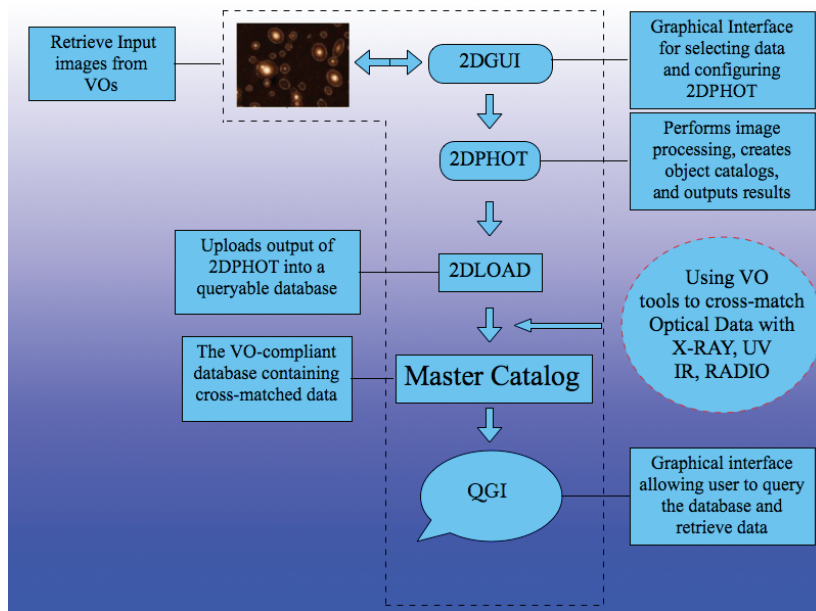 Retrieve Input
images from
VOs
2DGUI
Graphical Interface
for selecting data
and configuring
2DPHOT
2DPHOT
Performs image
processing, creates
object catalogs,
and outputs results
Uploads output of
2DPHOT into a
queryable database
2DLOAD
Using VO
tools to cross-match
Optical Data with
X-RAY, UV
IR, RADIO
The VO-compliant
database containing
cross-matched data
Master Catalog
QGI
Graphical interface
allowing user to query
the database and
retrieve data